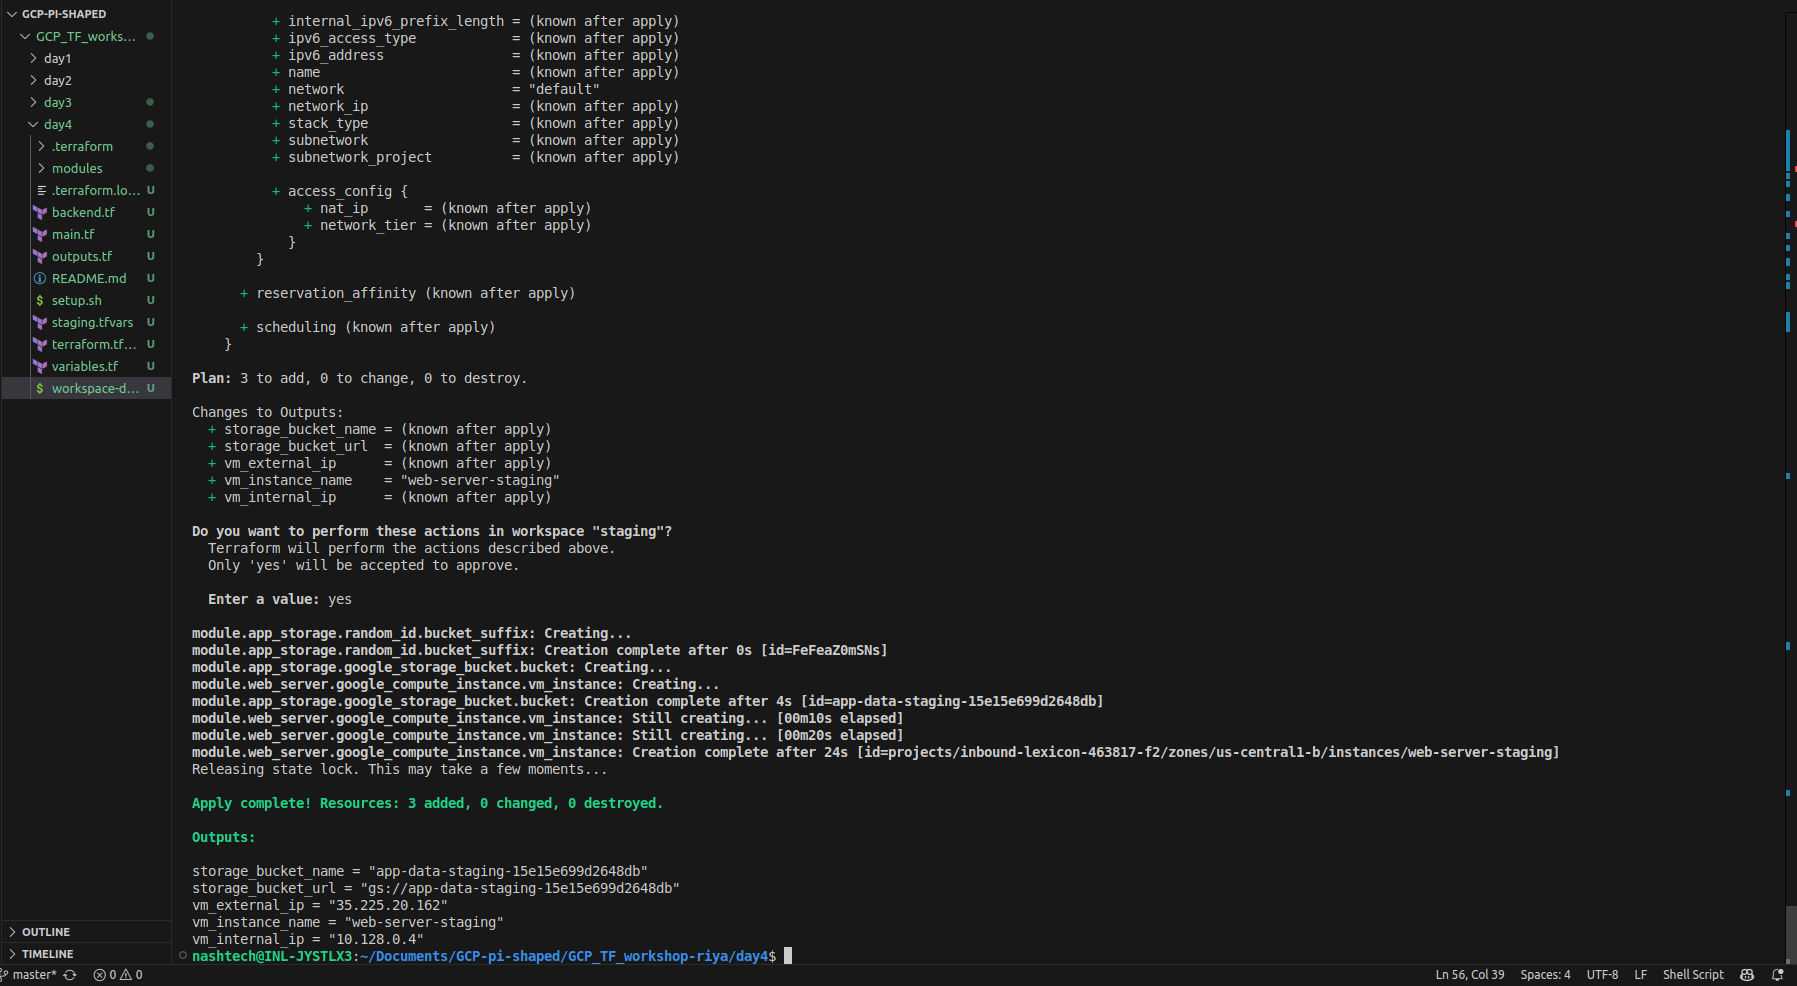 GCP-PI-SHAPED
GCP_TF_works...
day1
day2
day3
day4
.terraform
modules
.terraform.lo... U
backend.tf U
main.tf U
outputs.tf U
README.md U
$ setup.sh U
staging.tfvars U
terraform.tf... U
variables.tf U
$ workspace-d... U
OUTLINE
TIMELINE
+ internal_ipv6_prefix_length = (known after apply)
+ ipv6_access_type = (known after apply)
+ ipv6_address = (known after apply)
+ name = (known after apply)
+ network = "default"
+ network_ip = (known after apply)
+ stack_type = (known after apply)
+ subnetwork = (known after apply)
+ subnetwork_project = (known after apply)
+ access_config {
+ nat_ip = (known after apply)
+ network_tier = (known after apply)
}
}
+ reservation_affinity (known after apply)
+ scheduling (known after apply)
}
Plan: 3 to add, 0 to change, 0 to destroy.
Changes to Outputs:
+ storage_bucket_name = (known after apply)
+ storage_bucket_url = (known after apply)
+ vm_external_ip = (known after apply)
+ vm_instance_name = "web-server-staging"
+ vm_internal_ip = (known after apply)
Do you want to perform these actions in workspace "staging"?
Terraform will perform the actions described above.
Only 'yes' will be accepted to approve.
Enter a value: yes
module.app_storage.random_id.bucket_suffix: Creating...
module.app_storage.random_id.bucket_suffix: Creation complete after 0s [id=FeFeaZ0mSNs]
module.app_storage.google_storage_bucket.bucket: Creating...
module.web_server.google_compute_instance.vm_instance: Creating...
module.app_storage.google_storage_bucket.bucket: Creation complete after 4s [id=app-data-staging-15e15e699d2648db]
module.web_server.google_compute_instance.vm_instance: Still creating... [00m10s elapsed]
module.web_server.google_compute_instance.vm_instance: Still creating... [00m20s elapsed]
module.web_server.google_compute_instance.vm_instance: Creation complete after 24s [id=projects/inbound-lexicon-463817-f2/zones/us-central1-b/instances/web-server-staging]
Releasing state lock. This may take a few moments...
Apply complete! Resources: 3 added, 0 changed, 0 destroyed.
Outputs:
storage_bucket_name = "app-data-staging-15e15e699d2648db"
storage_bucket_url = "gs://app-data-staging-15e15e699d2648db"
vm_external_ip = "35.225.20.162"
vm_instance_name = "web-server-staging"
vm_internal_ip = "10.128.0.4"
nashtech@INL-JYSTLX3:~/Documents/GCP-pi-shaped/GCP_TF_workshop-riya/day4$
master* 0 0 Ln 56, Col 39 Spaces: 4 UTF-8 LF Shell Script